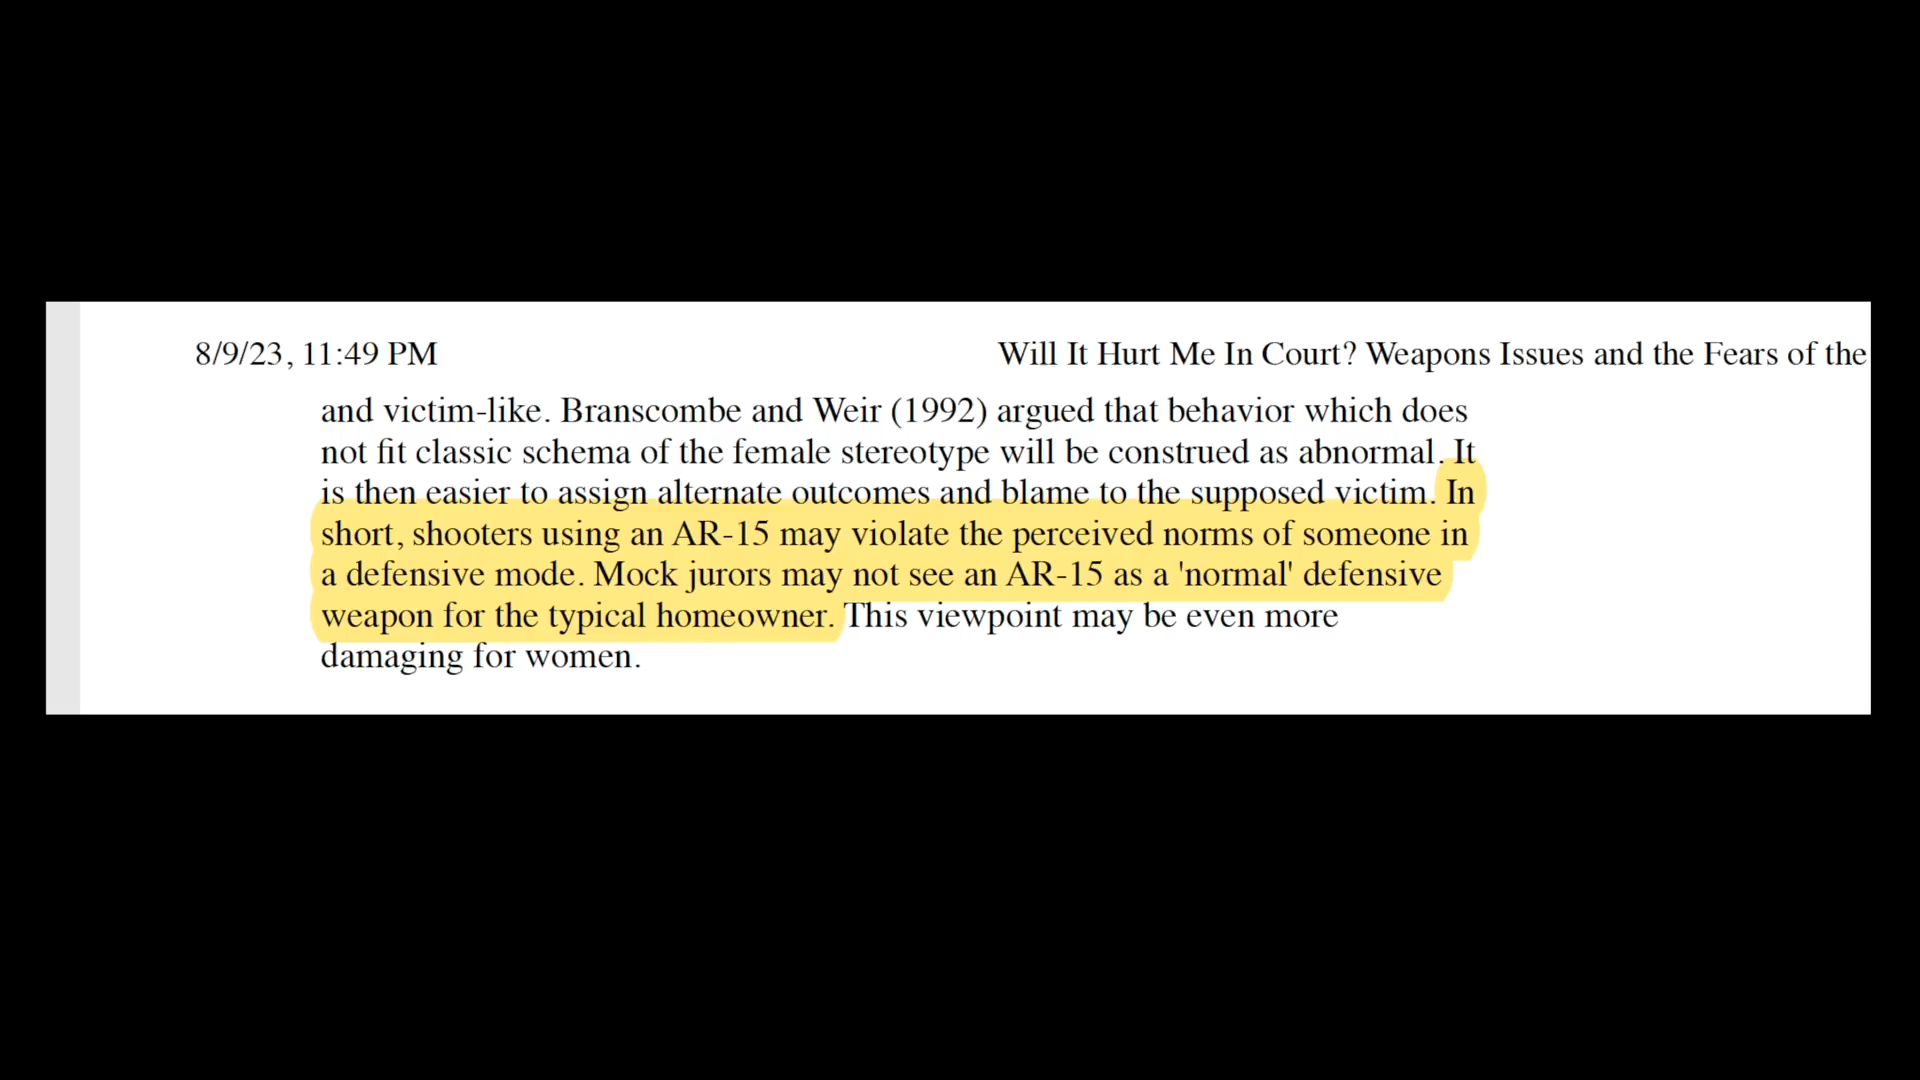 8/9/23, 11:49 PM
Will It Hurt Me In Court? Weapons Issues and the Fears of the
and victim-like. Branscombe and Weir (1992) argued that behavior which does
not fit classic schema of the female stereotype will be construed as abnormal. It
is then easier to assign alternate outcomes and blame to the supposed victim. In
short, shooters using an AR-15 may violate the perceived norms of someone in
a defensive mode. Mock jurors may not see an AR-15 as a 'normal' defensive
weapon for the typical homeowner. This viewpoint may be even more
damaging for women.